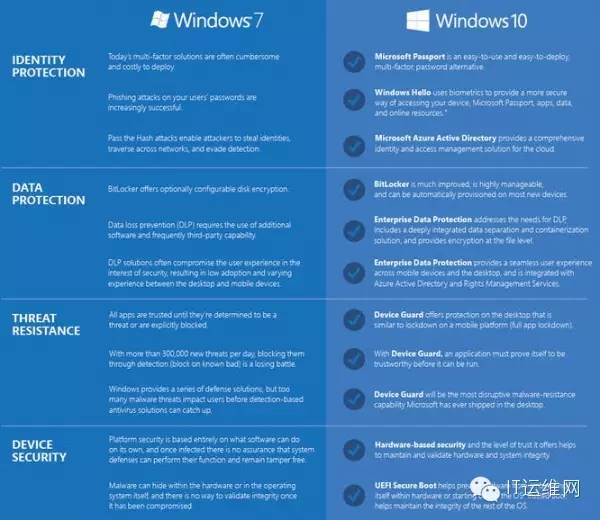 Windows 7
Windows 10
IDENTITY
PROTECTION
Today's multi-factor solutions are often cumbersome
and costly to deploy.
Microsoft Passport is an easy-to-use and easy-to-deploy,
multi-factor, password alternative.
Phishing attacks on your users' passwords are
increasingly successful.
Windows Hello uses biometrics to provide a more secure
way of accessing your device, Microsoft Passport, apps, data,
and online resources.*
Pass the Hash attacks enable attackers to steal identities,
traverse across networks, and evade detection.
Microsoft Azure Active Directory provides a comprehensive
identity and access management solution for the cloud.
DATA
PROTECTION
BitLocker offers optionally configurable disk encryption.
BitLocker is much improved, is highly manageable,
and can be automatically provisioned on most new devices.
Data loss prevention (DLP) requires the use of additional
software and frequently third-party capability.
Enterprise Data Protection addresses the needs for DLP,
includes a deeply integrated data separation and containerization
solution, and provides encryption at the file level.
DLP solutions often compromise the user experience in the
interest of security, resulting in low adoption and varying
experience between the desktop and mobile devices.
Enterprise Data Protection provides a seamless user experience
across mobile devices and the desktop, and is integrated with
Azure Active Directory and Rights Management Services.
THREAT
RESISTANCE
All apps are trusted until they're determined to be a
threat or are explicitly blocked.
Device Guard offers protection on the desktop that is
similar to lockdown on a mobile platform (full app lockdown).
With more than 300,000 new threats per day, blocking them
through detection (block on known bad) is a losing battle.
With Device Guard, an application must prove itself to be
trustworthy before it can be run.
Windows provides a series of defense solutions, but too
many malware threats impact users before detection-based
antivirus solutions can catch up.
Device Guard will be the most disruptive malware-resistance
capability Microsoft has ever shipped in the desktop.
DEVICE
SECURITY
Platform security is based entirely on what software can do
on its own, and once infected there is no assurance that system
defenses can perform their function and remain tamper free.
Hardware-based security and the level of trust it offers helps
to maintain and validate hardware and system integrity.
Malware can hide within the hardware or in the operating
system itself, and there is no way to validate integrity once
it has been compromised.
UEFI Secure Boot helps
itself within hardware or starting
helps maintain the integrity of the rest of the OS.
IT运维网